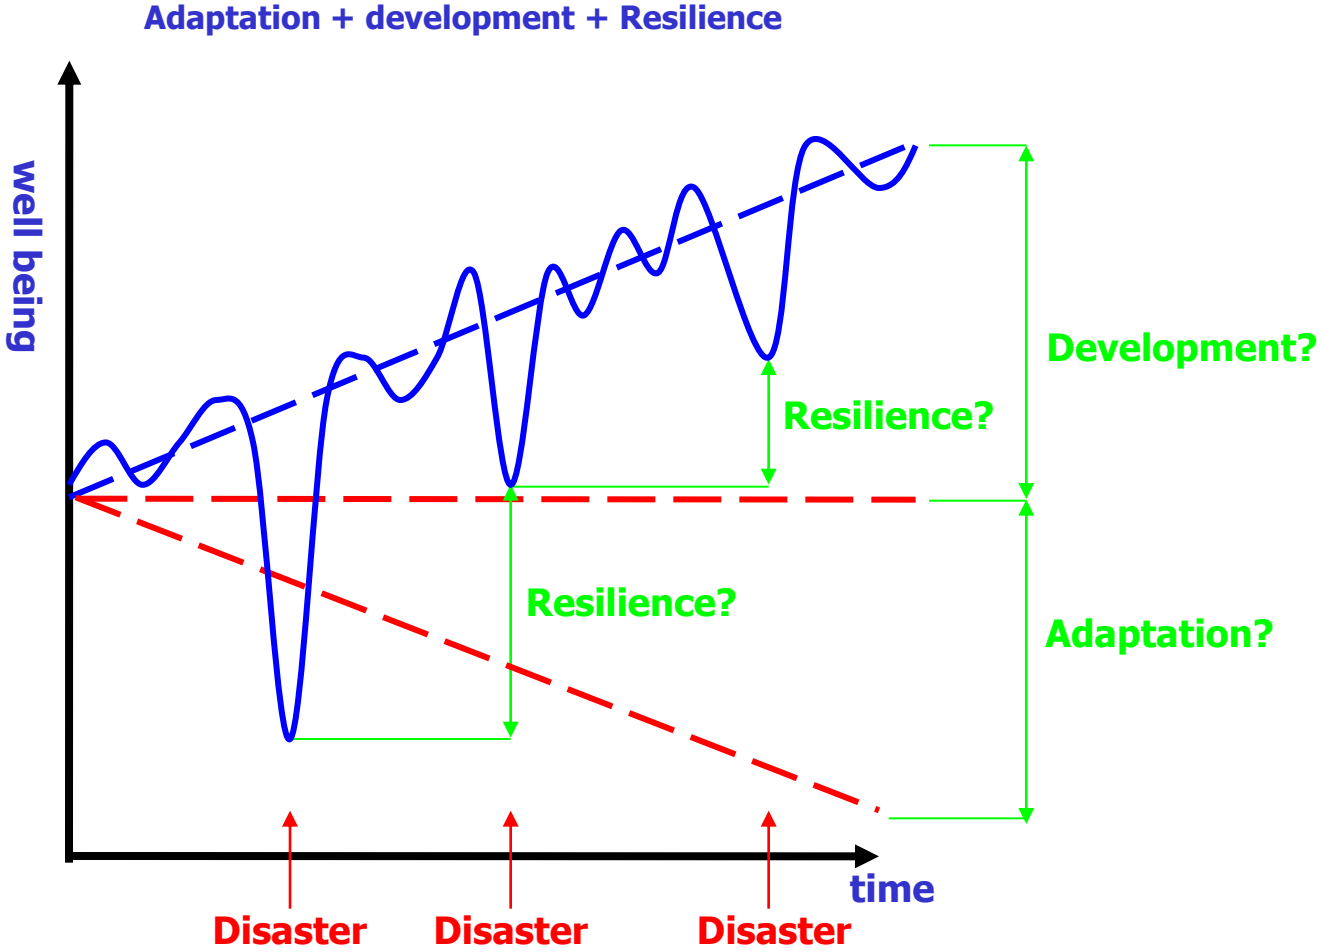 Adaptation + development + Resilience
well being
Development?
Resilience?
Resilience?
Adaptation?
time
Disaster
Disaster
Disaster